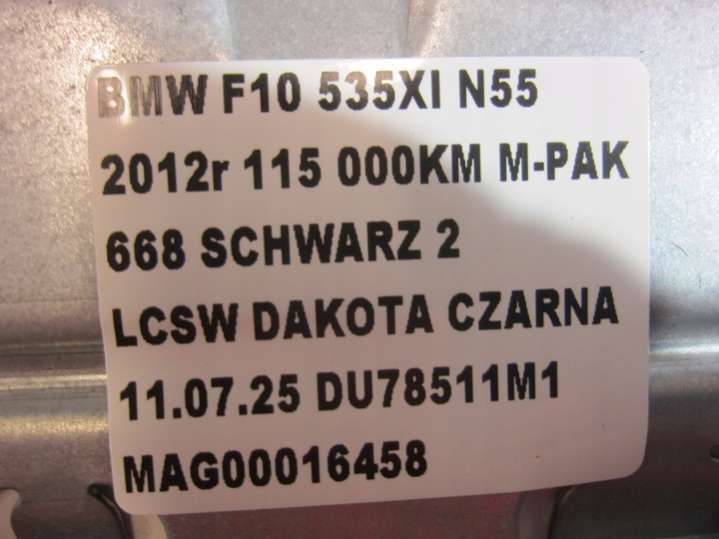 BMW F10 535XI N55
2012r 115 000KM M-PAK
668 SCHWARZ 2
LCSW DAKOTA CZARNA
11.07.25 DU78511M1
MAG00016458